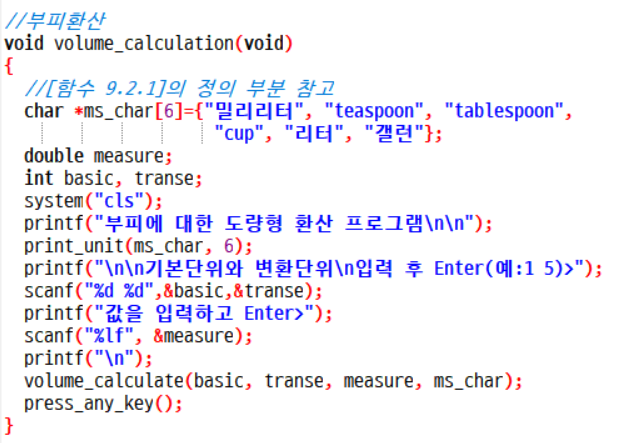 //부피환산
void volume_calculation(void)
{
//[함수 9.2.1]의 정의 부분 참고
char *ms_char[6]={"밀리리터", "teaspoon", "tablespoon",
"cup", "리터", "갤런"};
double measure;
int basic, transe;
system("cls");
printf("부피에 대한 도량형 환산 프로그램\n\n");
print_unit(ms_char, 6);
printf("\n\n기본단위와 변환단위\n입력 후 Enter(예:1 5)>");
scanf("%d %d",&basic,&transe);
printf("값을 입력하고 Enter>");
scanf("%lf", &measure);
printf("\n");
volume_calculate(basic, transe, measure, ms_char);
press_any_key();
}